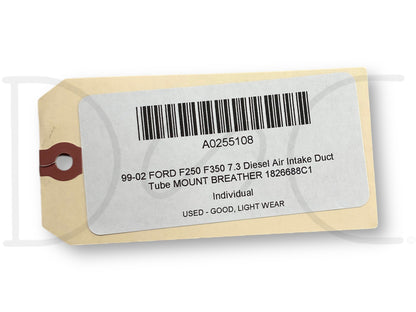 A0255108
99-02 FORD F250 F350 7.3 Diesel Air Intake Duct
Tube MOUNT BREATHER 1826688C1
Individual
USED - GOOD, LIGHT WEAR